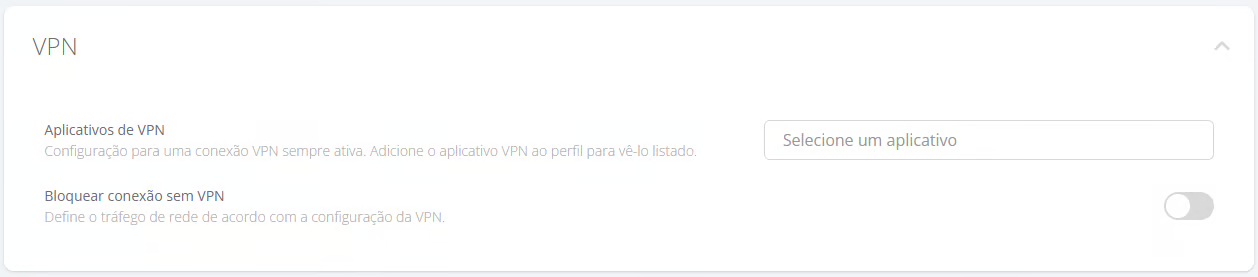 VPN
Aplicativos de VPN
Configuração para uma conexão VPN sempre ativa. Adicione o aplicativo VPN ao perfil para vê-lo listado.
Selecione um aplicativo
Bloquear conexão sem VPN
Define o tráfego de rede de acordo com a configuração da VPN.